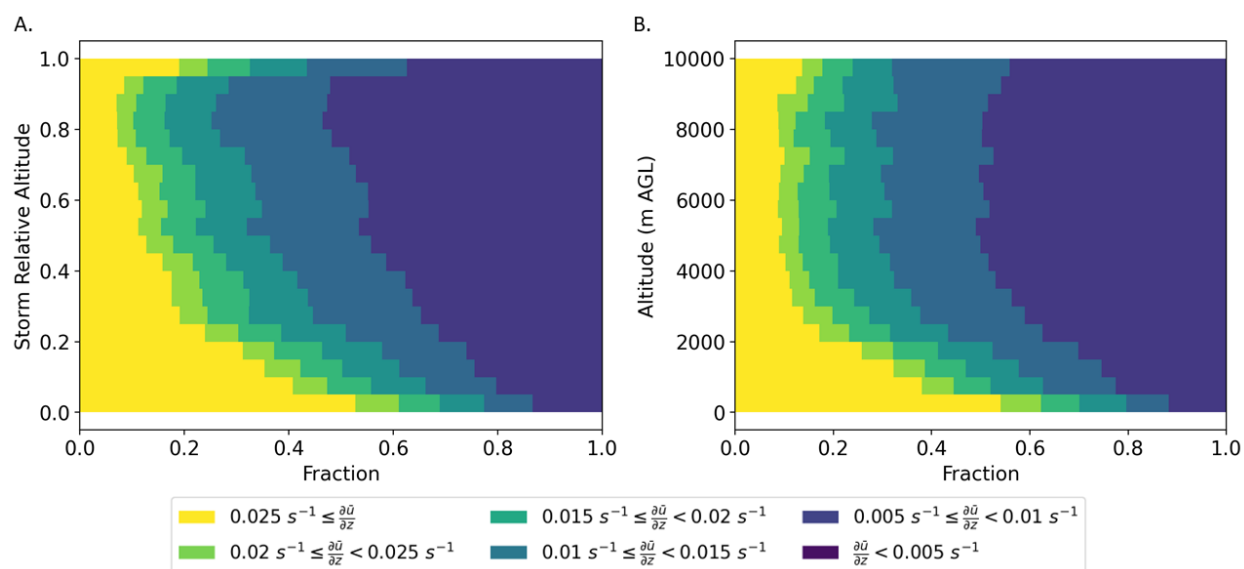 A.
B.
1.0
0.8
0.6
0.4
0.2
0.0
Storm Relative Altitude
0.0 0.2 0.4 0.6 0.8 1.0
Fraction
10000
8000
6000
4000
2000
0
Altitude (m AGL)
0.0 0.2 0.4 0.6 0.8 1.0
Fraction
0.025 s⁻¹ ≤ ∂ū/∂z
0.02 s⁻¹ ≤ ∂ū/∂z < 0.025 s⁻¹
0.015 s⁻¹ ≤ ∂ū/∂z < 0.02 s⁻¹
0.01 s⁻¹ ≤ ∂ū/∂z < 0.015 s⁻¹
0.005 s⁻¹ ≤ ∂ū/∂z < 0.01 s⁻¹
∂ū/∂z < 0.005 s⁻¹